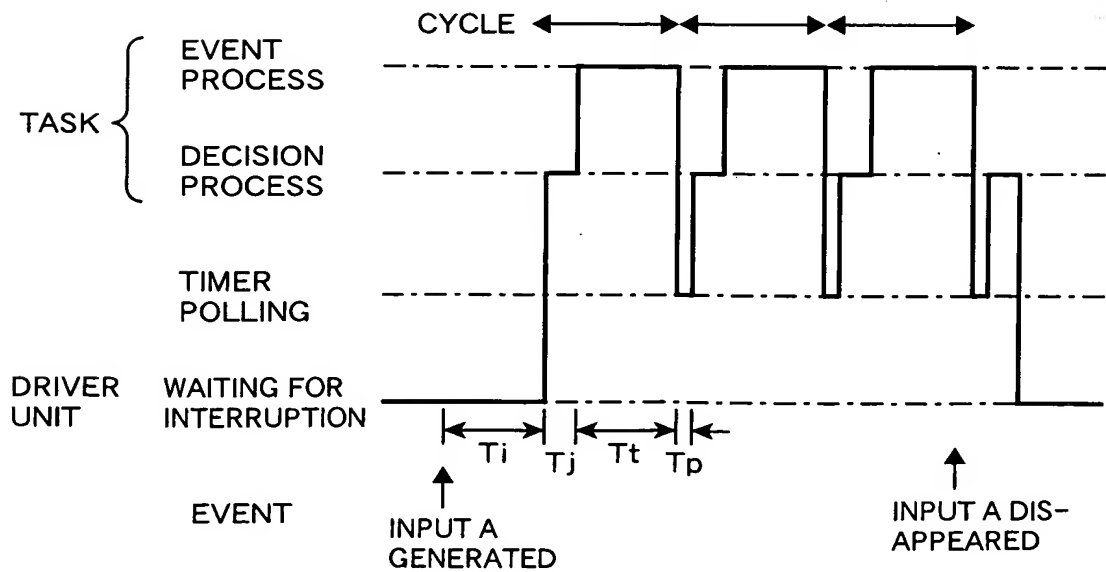 CYCLE
EVENT
PROCESS
TASK
DECISION
PROCESS
TIMER
POLLING
DRIVER
UNIT
WAITING FOR
INTERRUPTION
Ti
Tj
Tt
Tp
EVENT
INPUT A
GENERATED
INPUT A DIS-
APPEARED